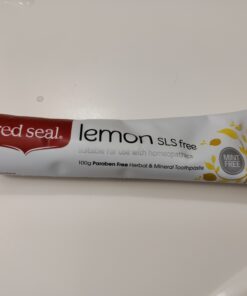 red seal®
lemon SLS free
suitable for use with homeopathics
100g Paraben Free Herbal & Mineral Toothpaste
MINT
FREE